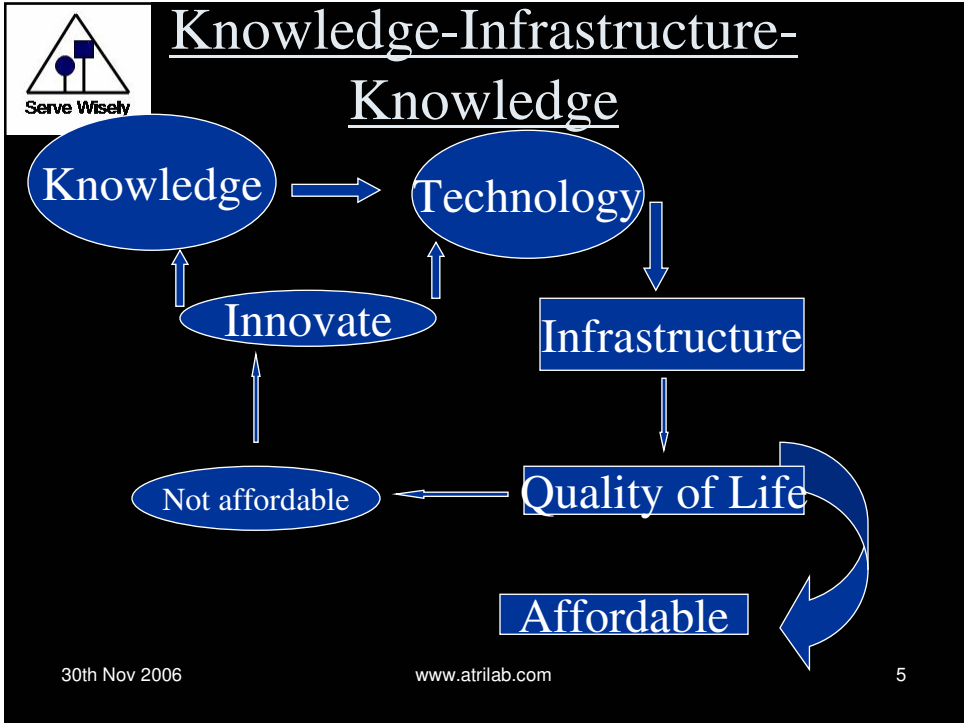 Knowledge-Infrastructure-
Knowledge
Serve Wisely
Knowledge
Technology
Innovate
Infrastructure
Not affordable
Quality of Life
Affordable
30th Nov 2006
www.atrilab.com
5